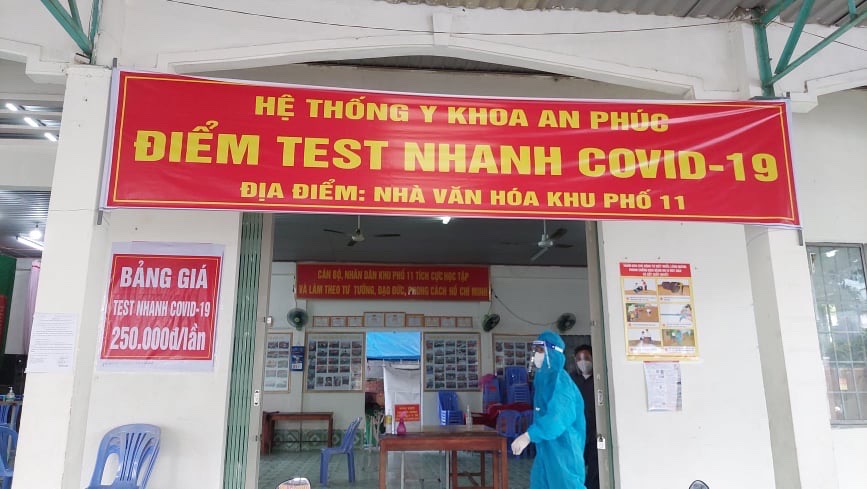 HỆ THỐNG Y KHOA AN PHÚC
ĐIỂM TEST NHANH COVID-19
ĐỊA ĐIỂM: NHÀ VĂN HÓA KHU PHỐ 11
BẢNG GIÁ
TEST NHANH COVID-19
250.000đ/lần
CÁN BỘ, NHÂN DÂN KHU PHỐ 11 TÍCH CỰC HỌC TẬP
VÀ LÀM THEO TƯ TƯỞNG, ĐẠO ĐỨC, PHONG CÁCH HỒ CHÍ MINH